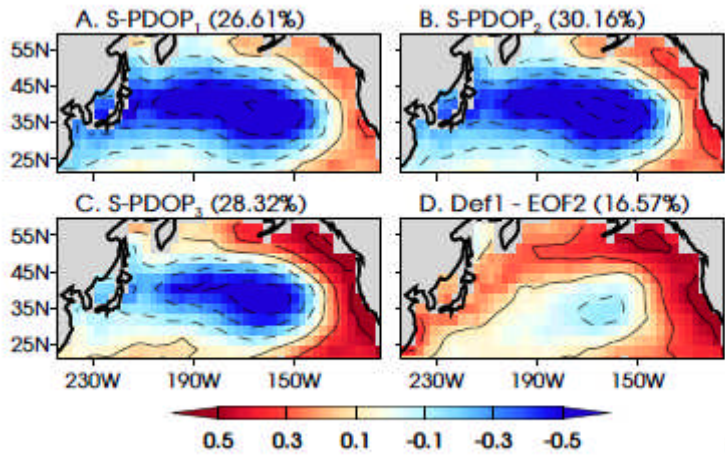 A. S-PDOP₁ (26.61%)
B. S-PDOP₂ (30.16%)
55N
45N
35N
25N
C. S-PDOP₃ (28.32%)
D. Def1 - EOF2 (16.57%)
55N
45N
35N
25N
230W 190W 150W
230W 190W 150W
0.5 0.3 0.1 -0.1 -0.3 -0.5